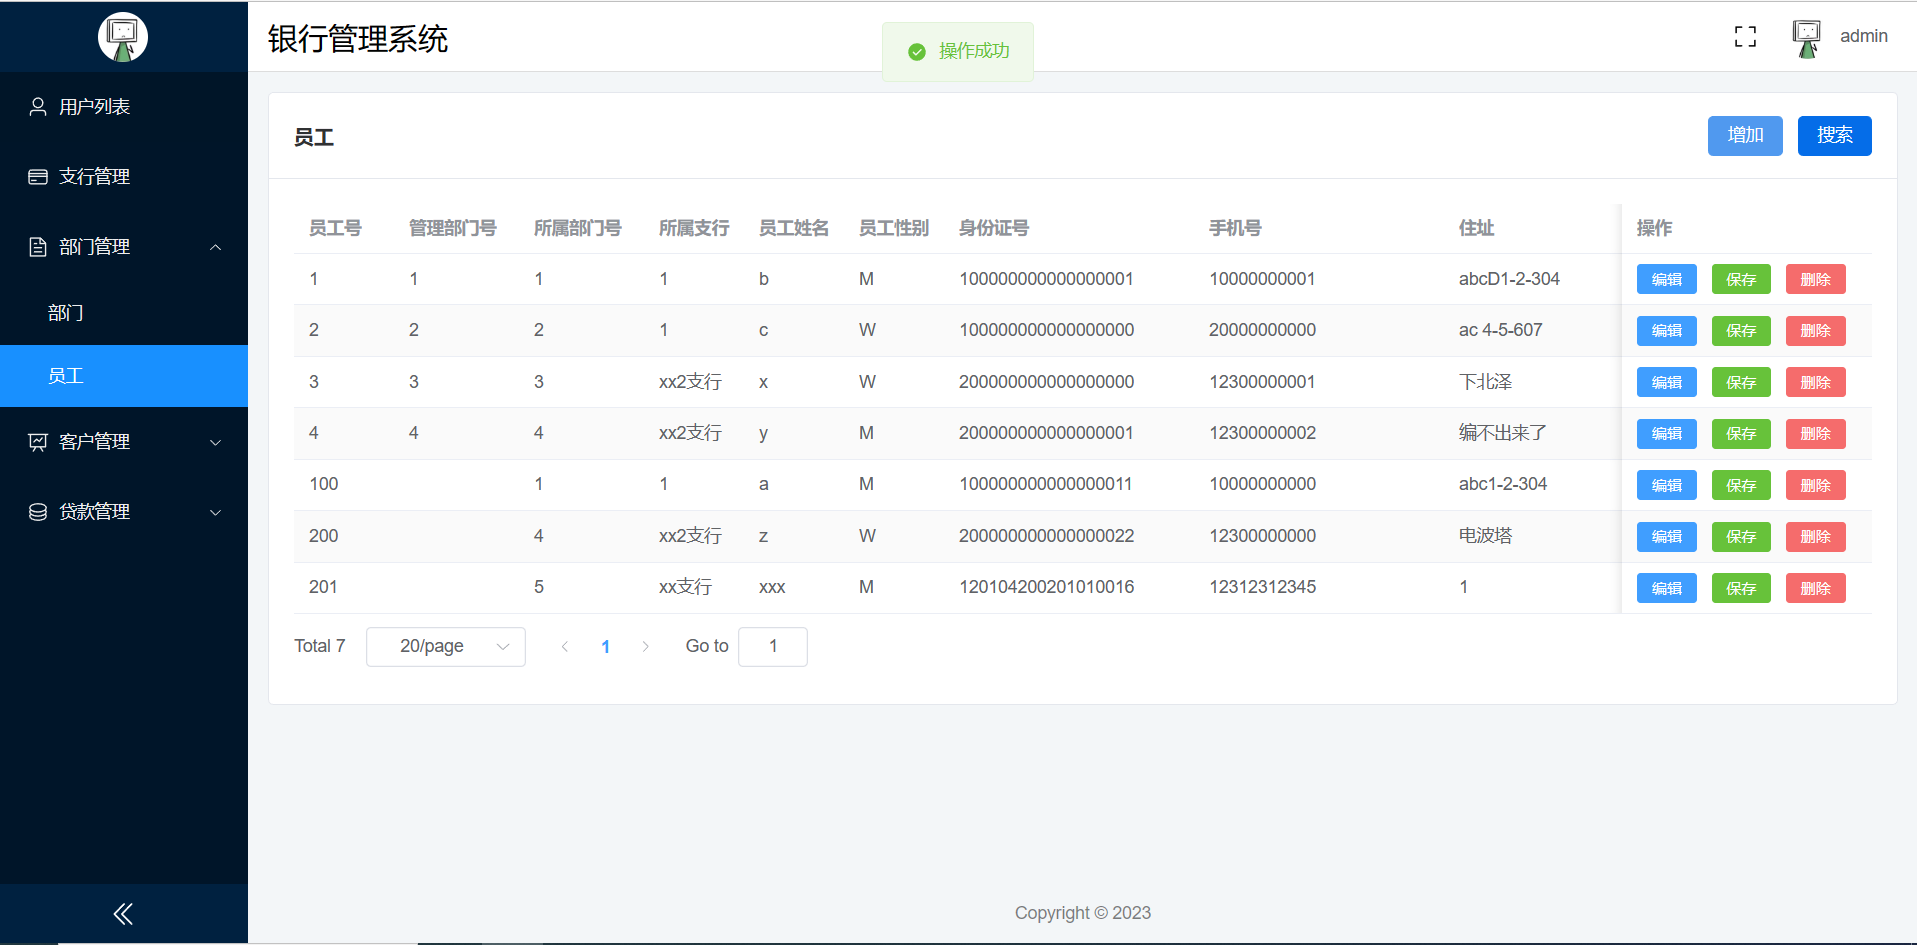 银行管理系统
操作成功
admin
用户列表
支行管理
部门管理
部门
员工
客户管理
贷款管理
员工
增加 搜索
员工号 管理部门号 所属部门号 所属支行 员工姓名 员工性别 身份证号 手机号 住址 操作
1 1 1 1 b M 100000000000000001 10000000001 abcD1-2-304 编辑 保存 删除
2 2 2 1 c W 100000000000000000 20000000000 ac 4-5-607 编辑 保存 删除
3 3 3 xx2支行 x W 200000000000000000 12300000001 下北泽 编辑 保存 删除
4 4 4 xx2支行 y M 200000000000000001 12300000002 编不出来了 编辑 保存 删除
100 1 1 a M 100000000000000011 10000000000 abc1-2-304 编辑 保存 删除
200 4 xx2支行 z W 200000000000000022 12300000000 电波塔 编辑 保存 删除
201 5 xx支行 xxx M 120104200201010016 12312312345 1 编辑 保存 删除
Total 7 20/page 1 Go to 1
Copyright © 2023